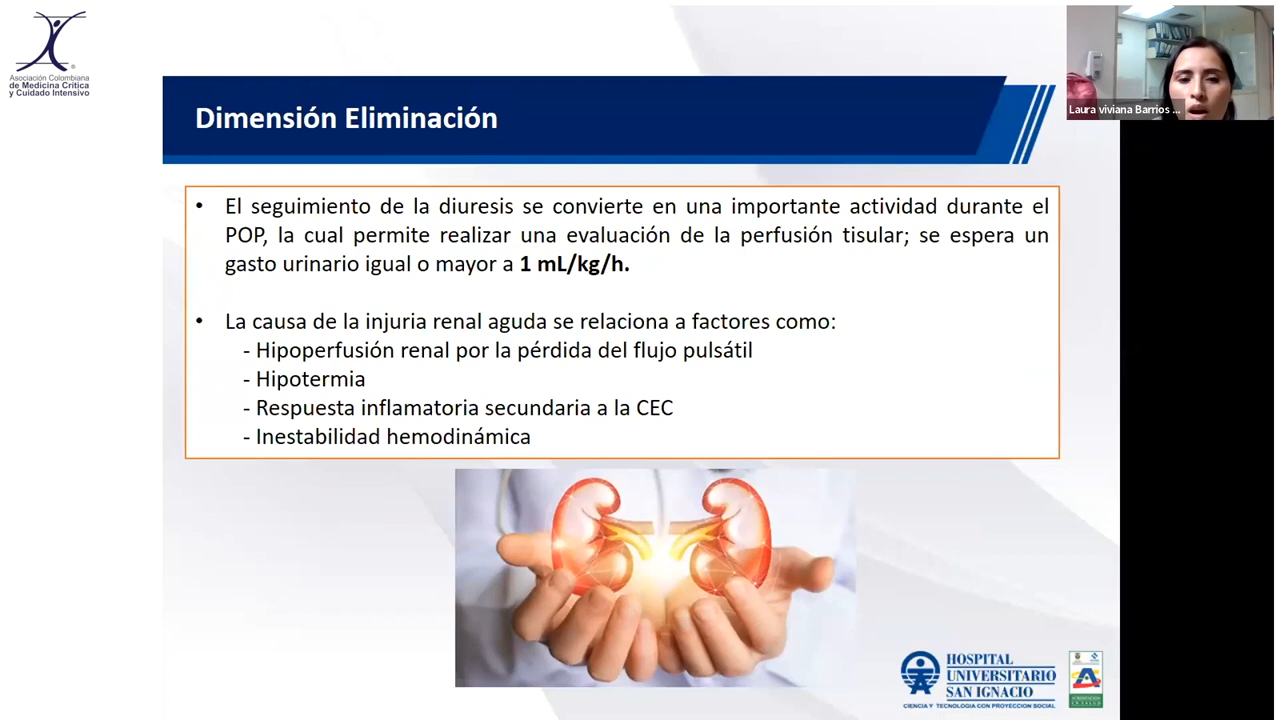 Asociación Colombiana
de Medicina Crítica
y Cuidado Intensivo
Laura viviana Barrios ...
Dimensión Eliminación
• El seguimiento de la diuresis se convierte en una importante actividad durante el
POP, la cual permite realizar una evaluación de la perfusión tisular; se espera un
gasto urinario igual o mayor a 1 mL/kg/h.
• La causa de la injuria renal aguda se relaciona a factores como:
- Hipoperfusión renal por la pérdida del flujo pulsátil
- Hipotermia
- Respuesta inflamatoria secundaria a la CEC
- Inestabilidad hemodinámica
HOSPITAL
UNIVERSITARIO
SAN IGNACIO
CIENCIA Y TECNOLOGIA CON PROYECCION SOCIAL